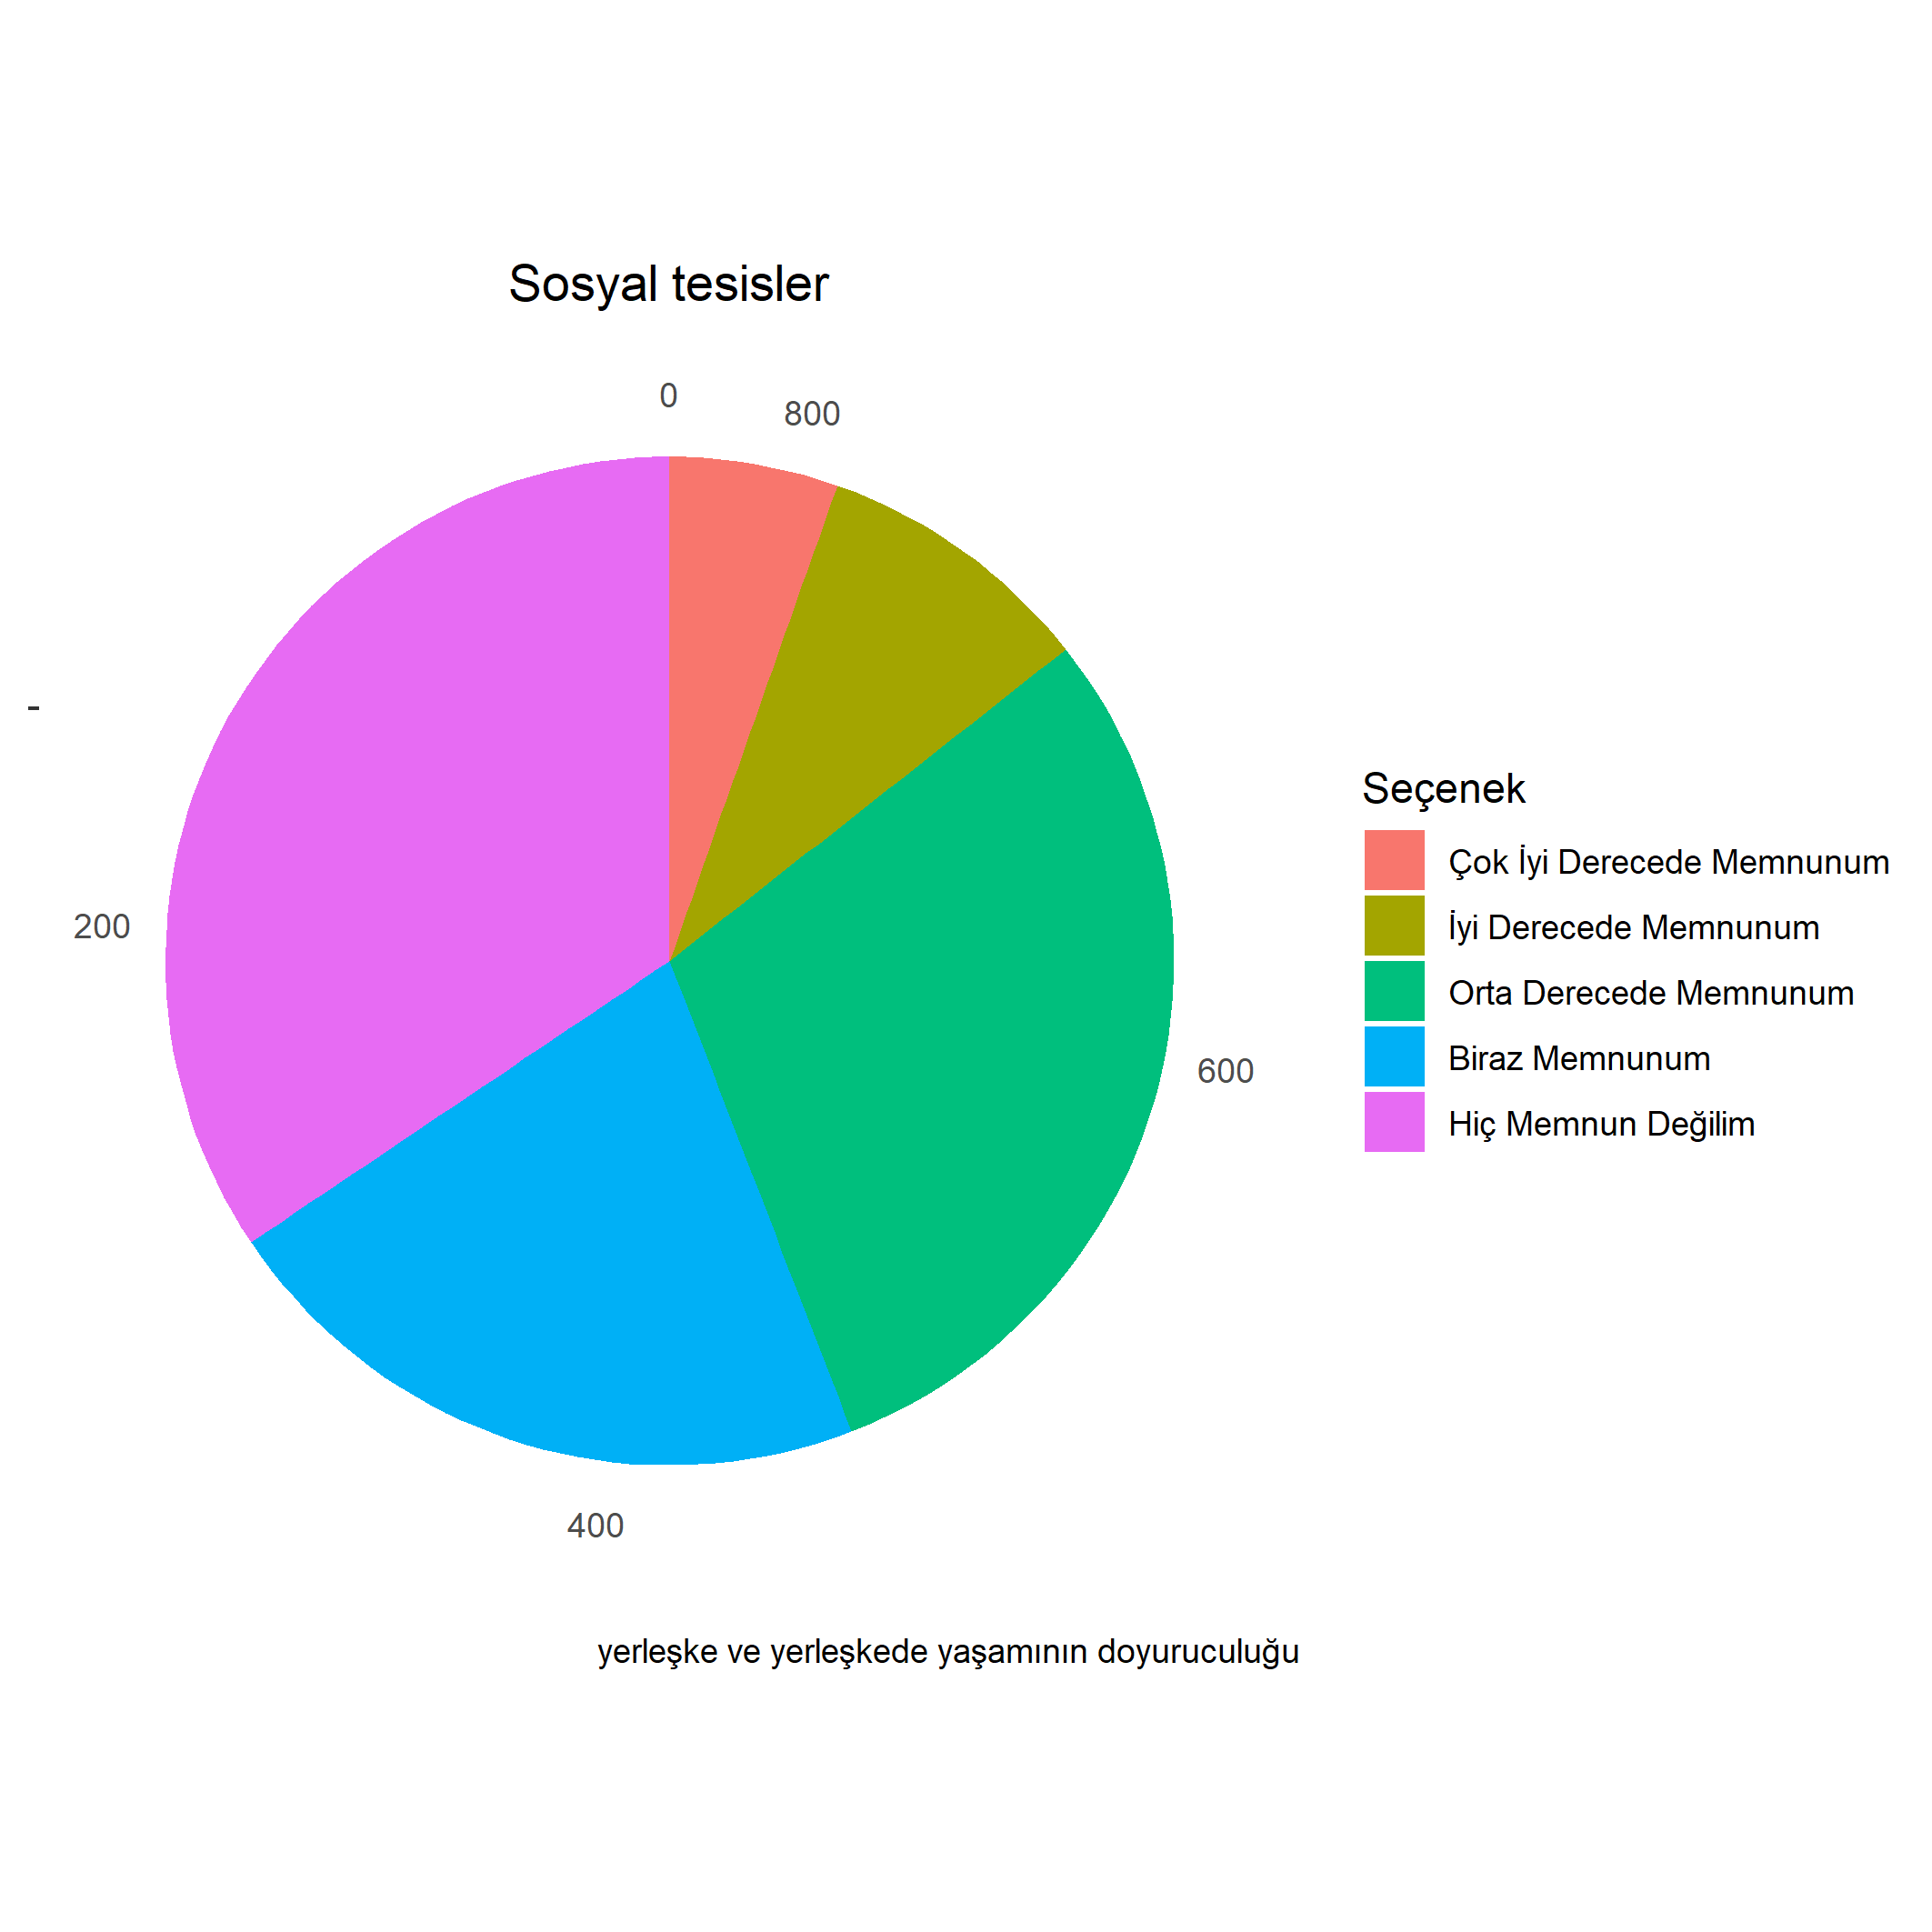 Sosyal tesisler
0
800
-
200
600
400
Seçenek
Çok İyi Derecede Memnunum
İyi Derecede Memnunum
Orta Derecede Memnunum
Biraz Memnunum
Hiç Memnun Değilim
yerleşke ve yerleşkede yaşamının doyuruculuğu